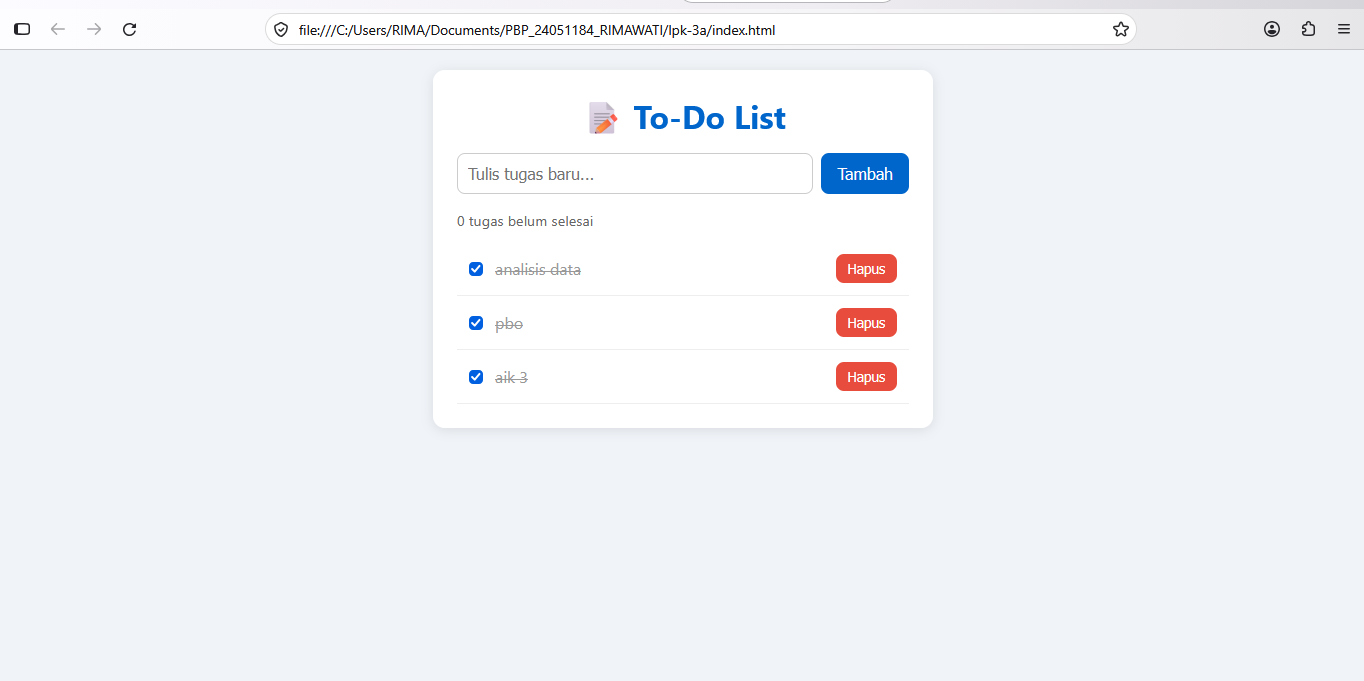 file:///C:/Users/RIMA/Documents/PBP_24051184_RIMAWATI/lpk-3a/index.html
To-Do List
Tulis tugas baru...
Tambah
0 tugas belum selesai
analisis data
Hapus
pbo
Hapus
aik 3
Hapus